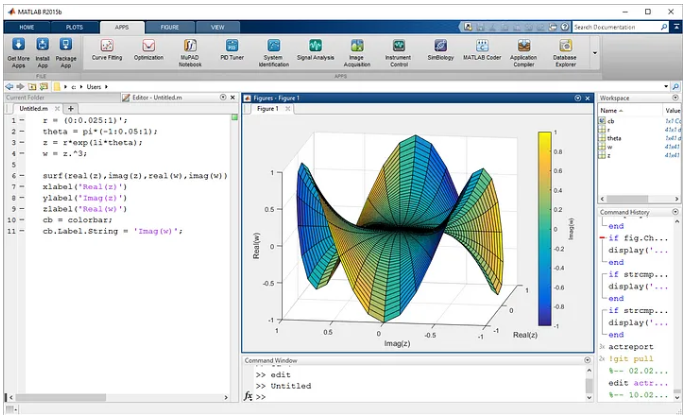 MATLAB R2015b
HOME PLOTS APPS FIGURE VIEW
Search Documentation
Get More Apps
Install App
Package App
Curve Fitting
Optimization
MuPAD Notebook
PID Tuner
System Identification
Signal Analysis
Image Acquisition
Instrument Control
SimBiology
MATLAB Coder
Application Compiler
Database Explorer
FILE
APPS
c: Users
Current Folder
Editor - Untitled.m
Untitled.m
1 r = (0:0.025:1)';
2 theta = pi*(-1:0.05:1);
3 z = r*exp(1i*theta);
4 w = z.^3;
5
6 surf(real(z),imag(z),real(w),imag(w))
7 xlabel('Real(z)')
8 ylabel('Imag(z)')
9 zlabel('Real(w)')
10 cb = colorbar;
11 cb.Label.String = 'Imag(w)';
Figures - Figure 1
Figure 1
1
0.5
0
-0.5
-1
Real(w)
1
0.5
0
-0.5
-1
Imag(z)
1
0
-1
Real(z)
1
0.8
0.6
0.4
0.2
0
-0.2
-0.4
-0.6
-0.8
-1
Imag(w)
Command Window
>> edit
>> Untitled
fx >>
Workspace
Name Value
cb
r
theta
w
z
Command History
end
if fig.Ch...
display('...
end
if strcmp...
display('...
end
if strcmp...
display('...
end
actreport
!git pull
%-- 02.02...
edit actr...
%-- 10.02...